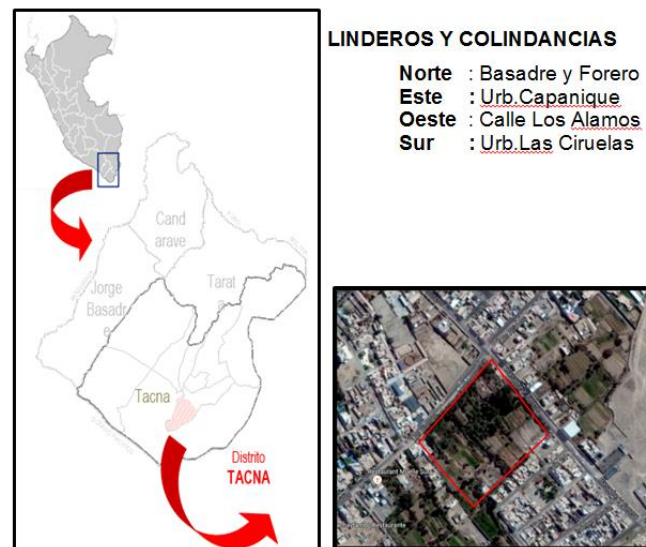 LINDEROS Y COLINDANCIAS
Norte : Basadre y Forero
Este : Urb.Capanique
Oeste : Calle Los Alamos
Sur : Urb.Las Ciruelas
Cand
arave
Tarat
a
Jorge
Basadr
e
Tacna
Distrito
TACNA